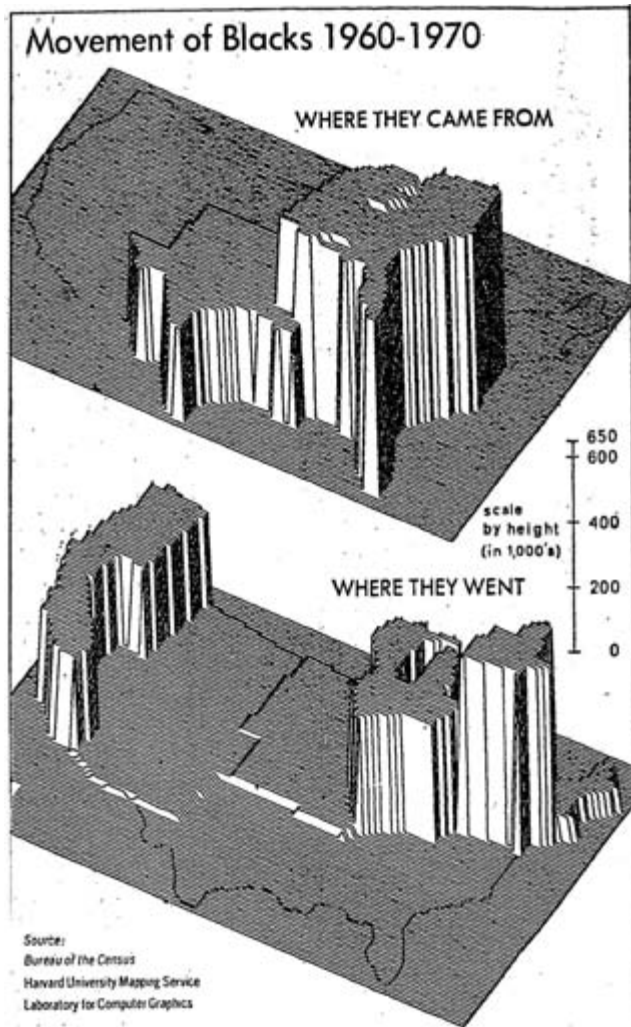 Movement of Blacks 1960-1970
WHERE THEY CAME FROM
650
600
scale
by height
(in 1,000's)
400
200
0
WHERE THEY WENT
Source:
Bureau of the Census
Harvard University Mapping Service
Laboratory for Computer Graphics